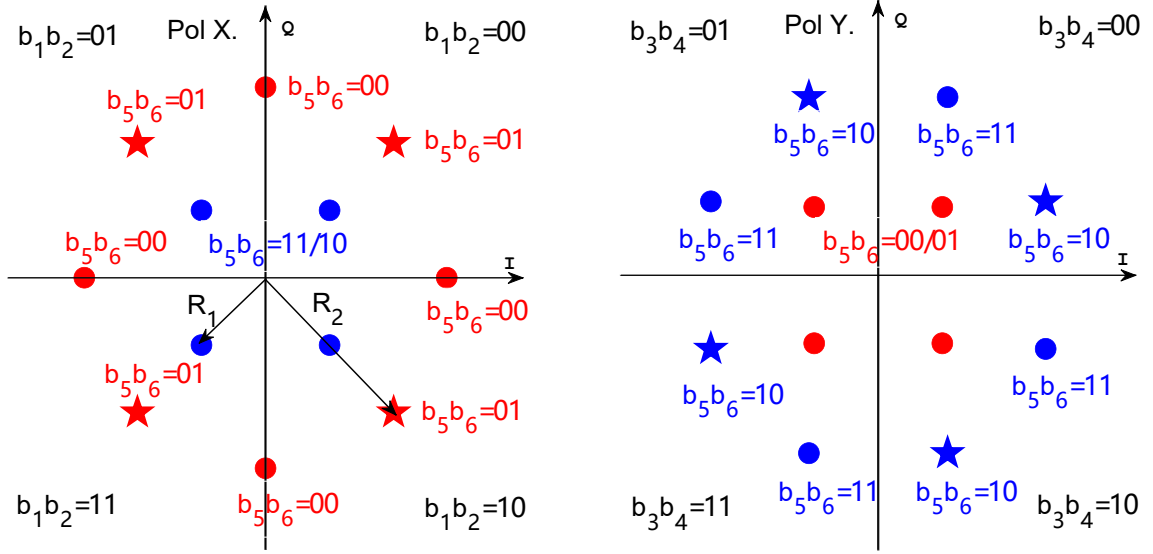 Pol X.
Q
b₁b₂=01
b₁b₂=00
b₅b₆=00
b₅b₆=01
b₅b₆=01
b₅b₆=00
b₅b₆=11/10
I
R₁
R₂
b₅b₆=00
b₅b₆=01
b₅b₆=01
b₅b₆=00
b₁b₂=11
b₁b₂=10
Pol Y.
Q
b₃b₄=01
b₃b₄=00
b₅b₆=10
b₅b₆=11
b₅b₆=11
b₅b₆=00/01
b₅b₆=10
I
b₅b₆=10
b₅b₆=11
b₅b₆=11
b₅b₆=10
b₃b₄=11
b₃b₄=10